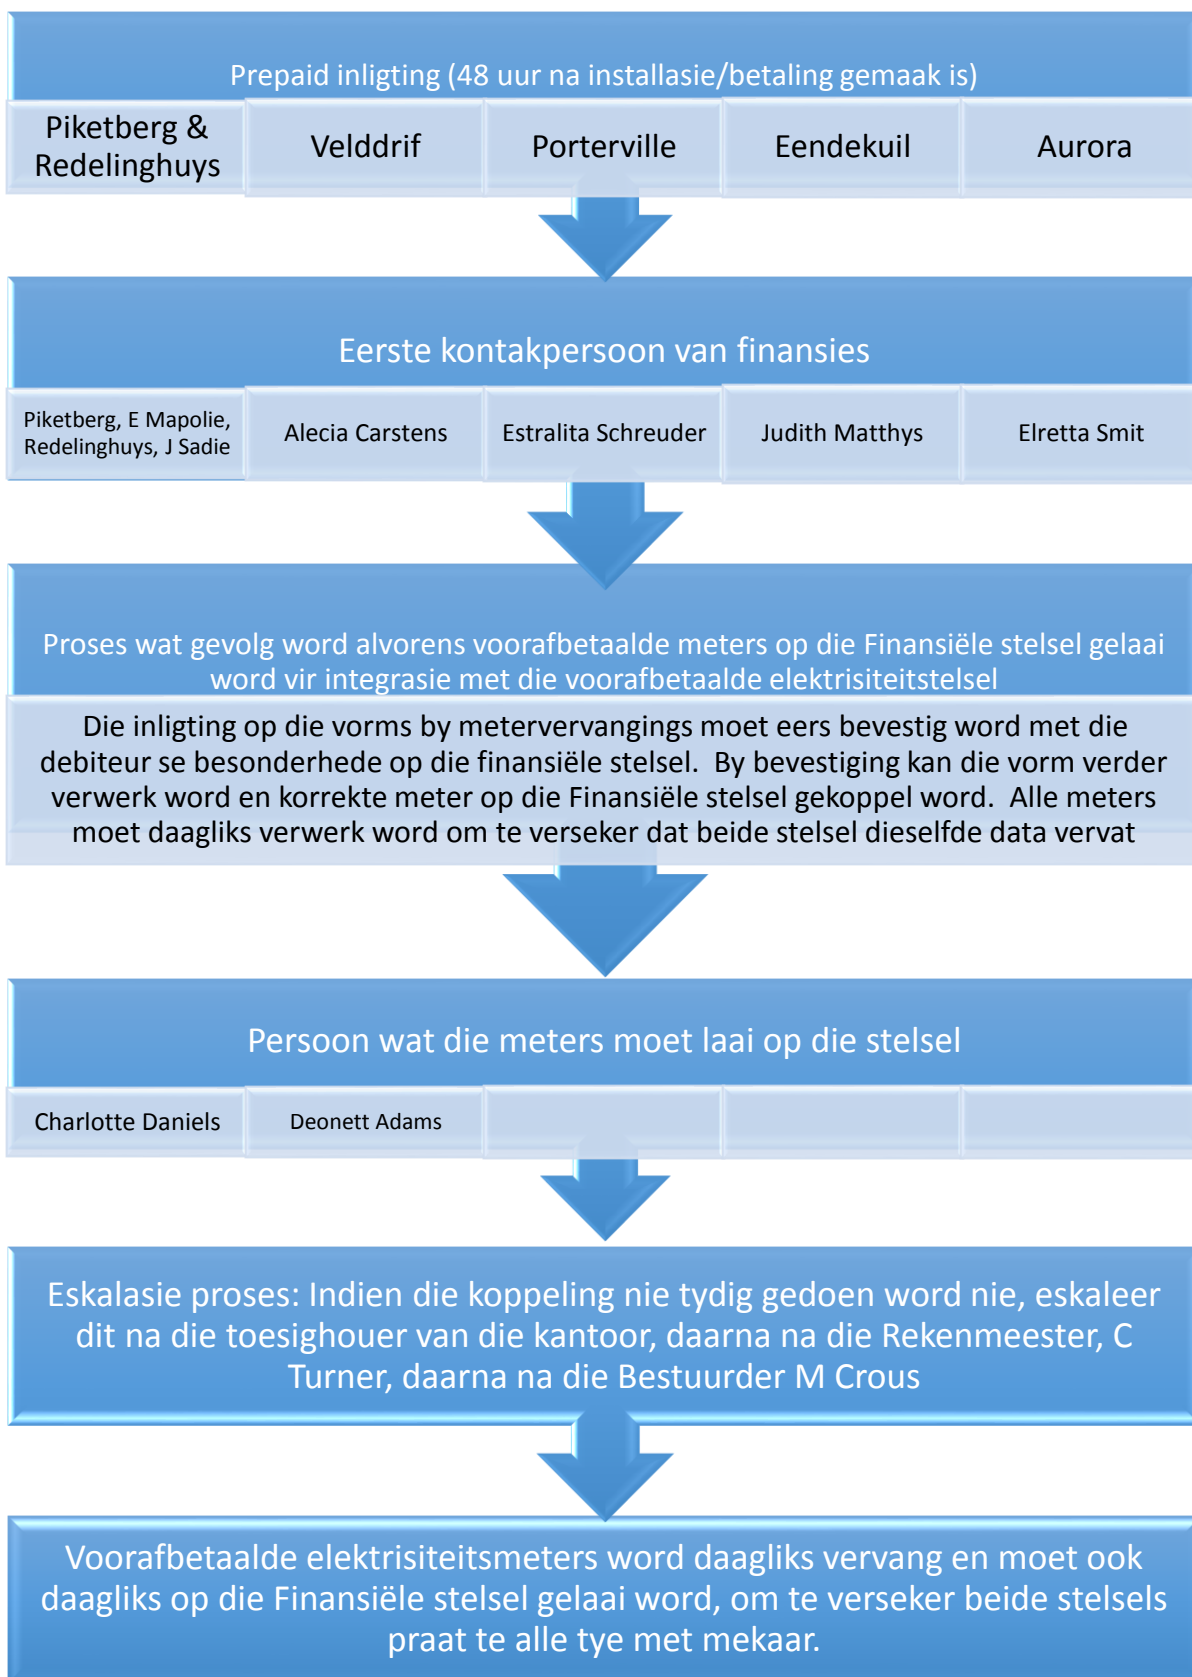 Prepaid inligting (48 uur na installasie/betaling gemaak is)
Piketberg &
Redelinghuys
Velddrif
Porterville
Eendekuil
Aurora
Eerste kontakpersoon van finansies
Piketberg, E Mapolie,
Redelinghuys, J Sadie
Alecia Carstens
Estralita Schreuder
Judith Matthys
Elretta Smit
Proses wat gevolg word alvorens voorafbetaalde meters op die Finansiële stelsel gelaai
word vir integrasie met die voorafbetaalde elektrisiteitstelsel
Die inligting op die vorms by metervervangings moet eers bevestig word met die
debiteur se besonderhede op die finansiële stelsel.  By bevestiging kan die vorm verder
verwerk word en korrekte meter op die Finansiële stelsel gekoppel word.  Alle meters
moet daagliks verwerk word om te verseker dat beide stelsel dieselfde data vervat
Persoon wat die meters moet laai op die stelsel
Charlotte Daniels
Deonett Adams
Eskalasie proses: Indien die koppeling nie tydig gedoen word nie, eskaleer
dit na die toesighouer van die kantoor, daarna na die Rekenmeester, C
Turner, daarna na die Bestuurder M Crous
Voorafbetaalde elektrisiteitsmeters word daagliks vervang en moet ook
daagliks op die Finansiële stelsel gelaai word, om te verseker beide stelsels
praat te alle tye met mekaar.